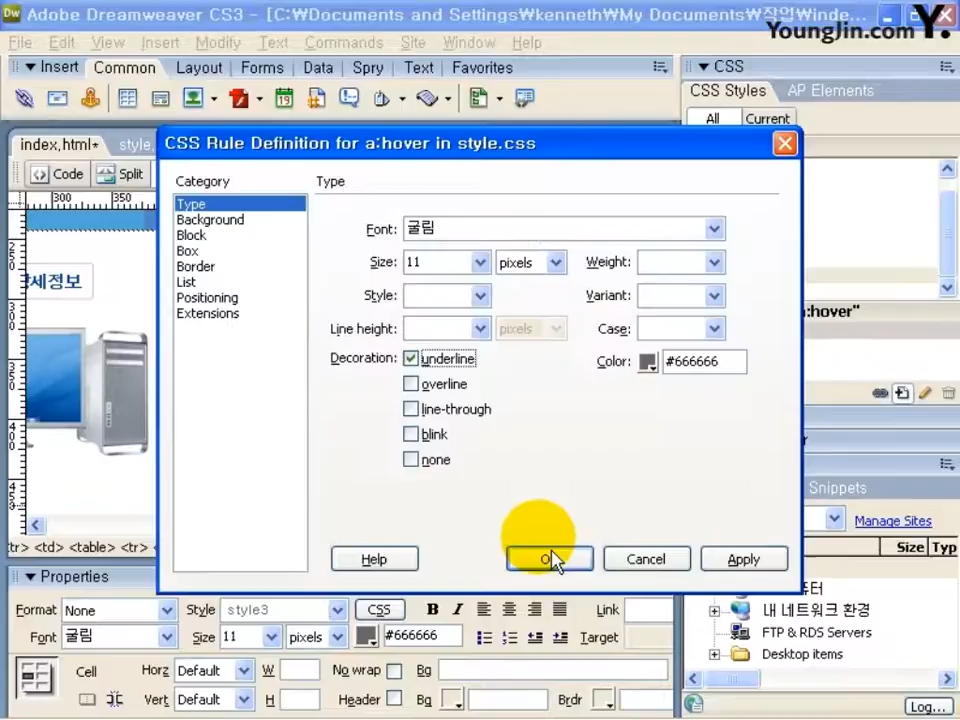 Adobe Dreamweaver CS3 - [C:₩Documents and Settings₩kenneth₩My Documents₩작업₩inde...
YoungJin.com Y.
File Edit View Insert Modify Text Commands Site Window Help
Insert Common Layout Forms Data Spry Text Favorites
CSS
CSS Styles AP Elements
All Current
index.html* style.
Code Split
300 350
CSS Rule Definition for a:hover in style.css
Category Type
Type
Background
Block
Box
Border
List
Positioning
Extensions
Font: 굴림
Size: 11 pixels Weight:
Style: Variant:
Line height: pixels Case:
Decoration: underline Color: #666666
overline
line-through
blink
none
Help Cancel Apply
세정보
:hover"
Snippets
Manage Sites
Size Typ
내 네트워크 환경
FTP & RDS Servers
Desktop items
Log...
<td> <table> <tr>
Properties
Format None Style style3 CSS B I Link
Font 굴림 Size 11 pixels #666666 Target
Cell Horz Default W No wrap Bg
Vert Default H Header Bg Brdr